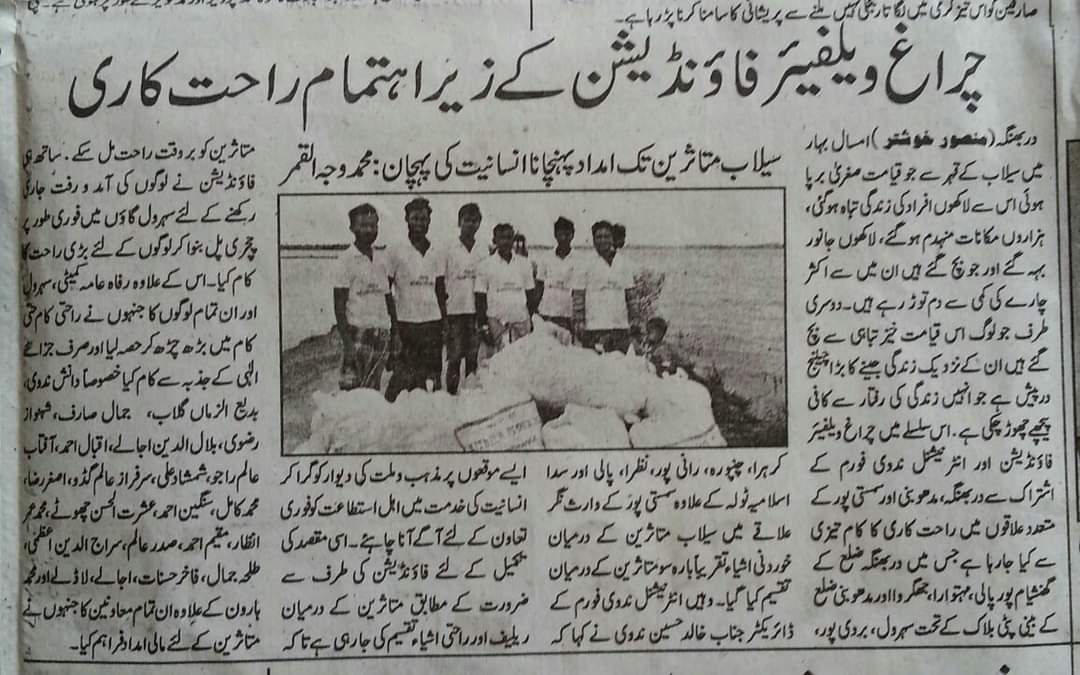 صارفین کو اس تیز گرمی میں لگاتار بجلی نہیں ملنے سے پریشانی کا سامنا کرنا پڑ رہا ہے۔
چراغ ویلفیئر فاؤنڈیشن کے زیر اہتمام راحت کاری
سیلاب متاثرین تک امداد پہنچانا انسانیت کی پہچان: محمد وجہ القمر
دربھنگہ (منصور خوشتر) امسال بہار
میں سیلاب کے قہر سے جو قیامت صغریٰ برپا
ہوئی اس سے لاکھوں افراد کی زندگی تباہ ہوگئی،
ہزاروں مکانات منہدم ہوگئے، لاکھوں جانور
بہہ گئے اور جو بچ گئے ہیں ان میں سے اکثر
چارے کی کمی سے دم توڑ رہے ہیں۔ دوسری
طرف جو لوگ اس قیامت خیز تباہی سے بچ
گئے ہیں ان کے نزدیک زندگی جینے کا بڑا چیلنج
درپیش ہے جو انہیں زندگی کی رفتار سے کافی
پیچھے چھوڑ چکی ہے۔ اس سلسلے میں چراغ ویلفیئر
فاؤنڈیشن اور انٹرنیشنل ندوی فورم کے
اشتراک سے دربھنگہ، مدھوبنی اور سمستی پور کے
متعدد علاقوں میں راحت کاری کا کام تیزی
سے کیا جارہا ہے جس میں دربھنگہ ضلع کے
گھنشیام پور پالی، مہتوارا، جھگروا اور مدھوبنی ضلع
کے بینی پٹی بلاک کے تحت سہرول، بردی پور،
کرہرا، چنپورہ، رانی پور، نظرا، پالی اور سدا
اسلامیہ ٹولہ کے علاوہ سمستی پور کے وارث نگر
علاقے میں سیلاب متاثرین کے درمیان
خوردنی اشیاء تقریباً بارہ سو متاثرین کے درمیان
تقسیم کیا گیا۔ وہیں انٹرنیشنل ندوی فورم کے
ڈائریکٹر جناب خالد حسین ندوی نے کہا کہ
ایسے موقعوں پر مذہب و ملت کی دیوار کو گرا کر
انسانیت کی خدمت میں اہل استطاعت کو فوری
تعاون کے لئے آگے آنا چاہئے۔ اسی مقصد کی
تکمیل کے لئے فاؤنڈیشن کی طرف سے
ضرورت کے مطابق متاثرین کے درمیان
ریلیف اور راحتی اشیاء تقسیم کی جارہی ہے تاکہ
متاثرین کو بروقت راحت مل سکے۔ ساتھ ہی
فاؤنڈیشن نے لوگوں کی آمد و رفت جاری
رکھنے کے لئے سہرول گاؤں میں فوری طور پر
چچری پل بنوا کر لوگوں کے لئے بڑی راحت کا
کام کیا۔ اس کے علاوہ رفاہ عامہ کمیٹی، سہرول
اور ان تمام لوگوں کا جنہوں نے راحتی کام حتی
کام میں بڑھ چڑھ کر حصہ لیا اور صرف جزائے
الٰہی کے جذبہ سے کام کیا خصوصاً دانش ندوی،
بدیع الزماں گلاب، جمال صارف، شہنواز
رضوی، بلال الدین اجالے، اقبال احمد، آفتاب
عالم راجو، شمشاد علی، سرفراز عالم گڈو، اصغر رضا،
محمد کامل، سنگین احمد، عشرت الحسن چھوٹے، محمد عمر
انظار، مقیم احمد، صدر عالم، سراج الدین اعظمی،
طلحہ جمال، فاخر حسنات، اجالے، لاڈلے اور محمد
ہارون کے علاوہ ان تمام معاونین کا جنہوں نے
متاثرین کے لئے مالی امداد فراہم کیا۔